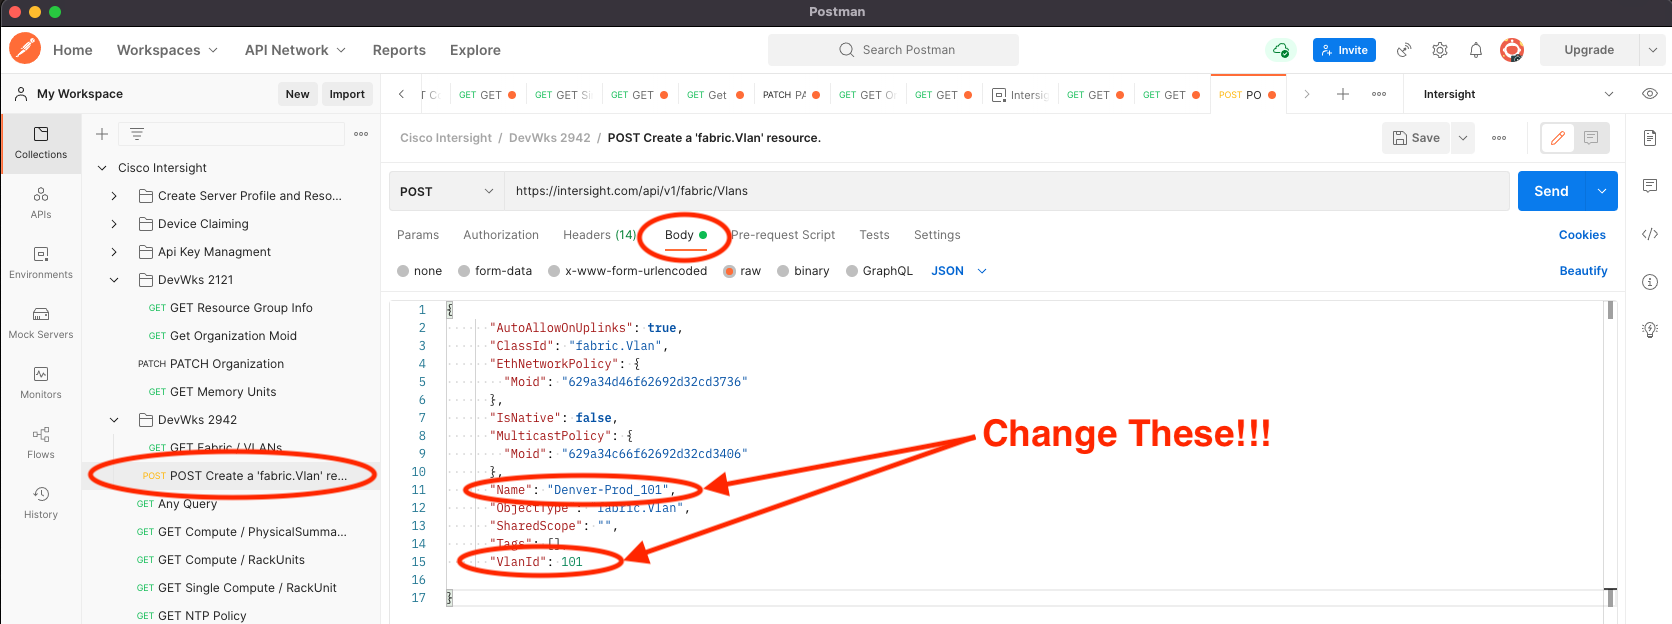 Postman
Home
Workspaces
API Network
Reports
Explore
Search Postman
Invite
Upgrade
My Workspace
New
Import
GET GET
GET GET
GET GET
GET Get
PATCH PA
GET GET
GET GET
Intersig
GET GET
GET GET
POST PO
Intersight
Collections
APIs
Environments
Mock Servers
Monitors
Flows
History
Cisco Intersight
Create Server Profile and Reso...
Device Claiming
Api Key Managment
DevWks 2121
GET GET Resource Group Info
GET Get Organization Moid
PATCH PATCH Organization
GET GET Memory Units
DevWks 2942
GET GET Fabric / VLANs
POST POST Create a 'fabric.Vlan' re...
GET Any Query
GET GET Compute / PhysicalSumma...
GET GET Compute / RackUnits
GET GET Single Compute / RackUnit
GET GET NTP Policy
Cisco Intersight / DevWks 2942 / POST Create a 'fabric.Vlan' resource.
Save
POST
https://intersight.com/api/v1/fabric/Vlans
Send
Params
Authorization
Headers (14)
Body
Pre-request Script
Tests
Settings
Cookies
none
form-data
x-www-form-urlencoded
raw
binary
GraphQL
JSON
Beautify
1 {
2 "AutoAllowOnUplinks": true,
3 "ClassId": "fabric.Vlan",
4 "EthNetworkPolicy": {
5 "Moid": "629a34d46f62692d32cd3736"
6 },
7 "IsNative": false,
8 "MulticastPolicy": {
9 "Moid": "629a34c66f62692d32cd3406"
10 },
11 "Name": "Denver-Prod_101",
12 "ObjectType": "fabric.Vlan",
13 "SharedScope": "",
14 "Tags": []
15 "VlanId": 101
16
17 }
Change These!!!